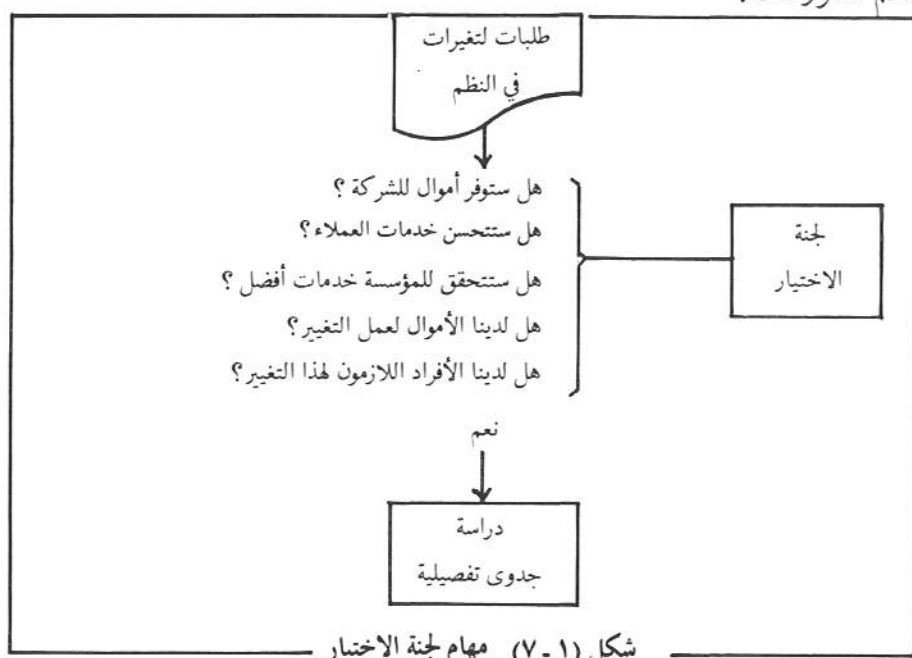 طلبات لتغيرات
في النظم
هل ستوفر أموال للشركة ؟
هل ستتحسن خدمات العملاء ؟
هل ستتحقق للمؤسسة خدمات أفضل ؟
هل لدينا الأموال لعمل التغيير ؟
هل لدينا الأفراد اللازمون لهذا التغيير ؟
لجنة
الاختيار
نعم
دراسة
جدوى تفصيلية
شكل (١ - ٧) مهام لجنة الاختيار